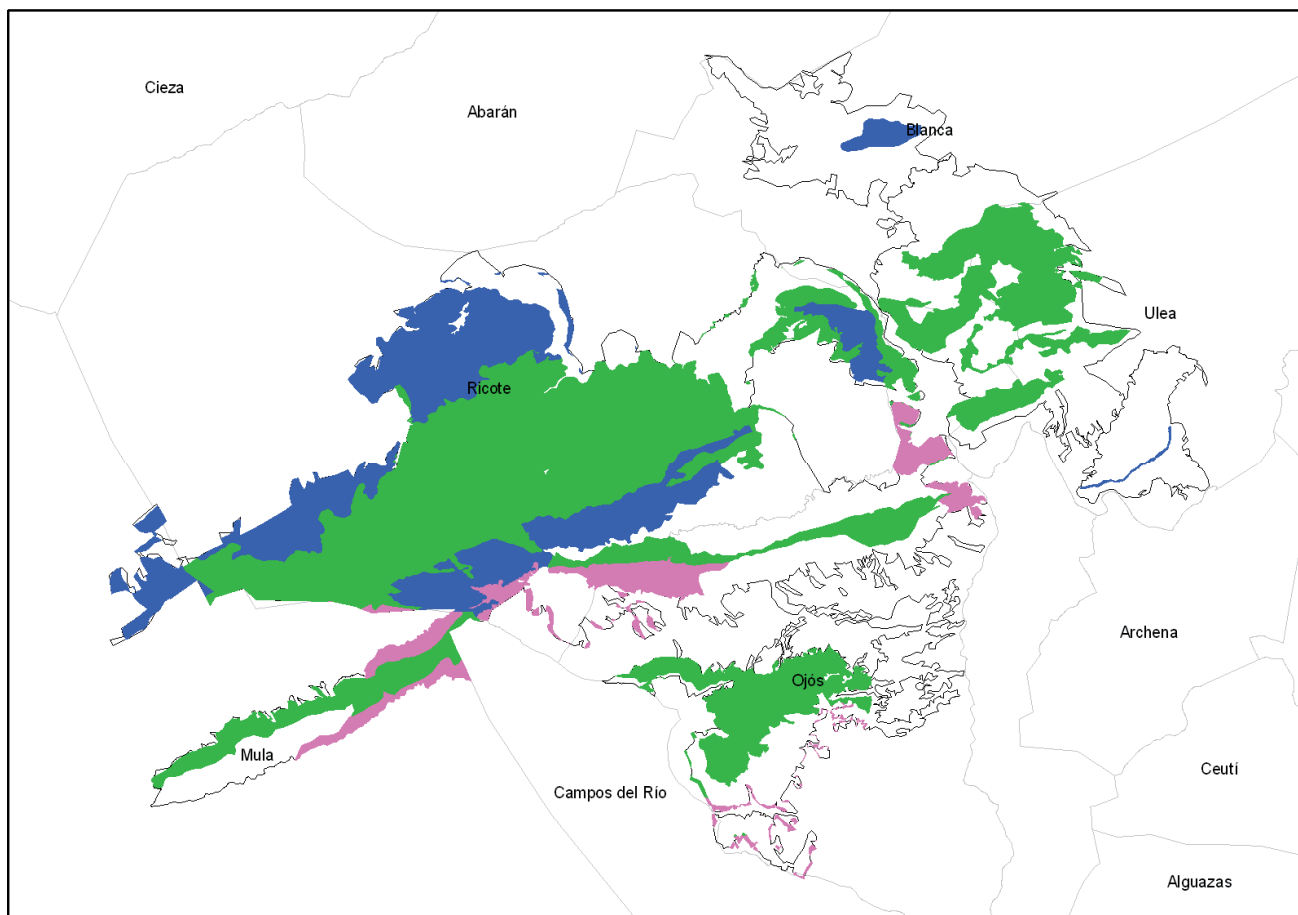 Cieza
Abarán
Blanca
Ulea
Ricote
Archena
Ojós
Mula
Ceutí
Campos del Río
Alguazas